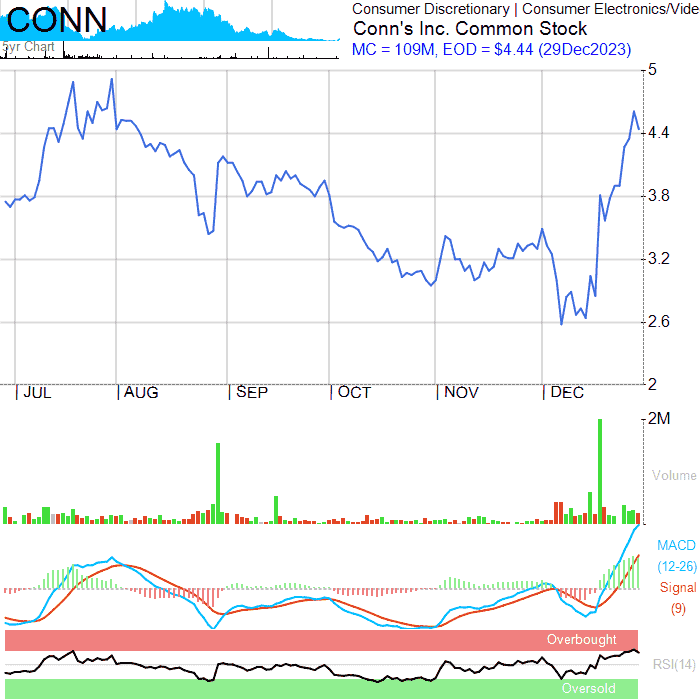 CONN
Consumer Discretionary | Consumer Electronics/Vide
Conn's Inc. Common Stock
5yr Chart
MC = 109M, EOD = $4.44 (29Dec2023)
5
4.4
3.8
3.2
2.6
2
| JUL | AUG | SEP | OCT | NOV | DEC
2M
Volume
MACD
(12-26)
Signal
(9)
Overbought
RSI(14)
Oversold